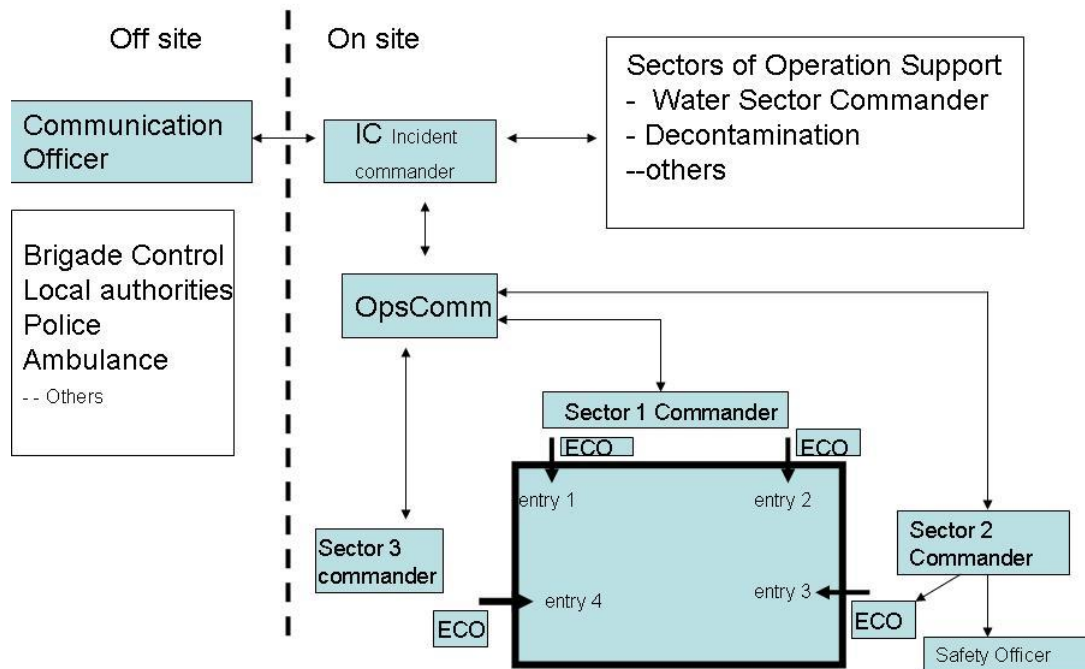 Off site
On site
Communication
Officer
IC Incident
commander
Sectors of Operation Support
- Water Sector Commander
- Decontamination
--others
Brigade Control
Local authorities
Police
Ambulance
- - Others
OpsComm
Sector 1 Commander
ECO
ECO
entry 1
entry 2
Sector 3
commander
Sector 2
Commander
entry 4
entry 3
ECO
ECO
Safety Officer